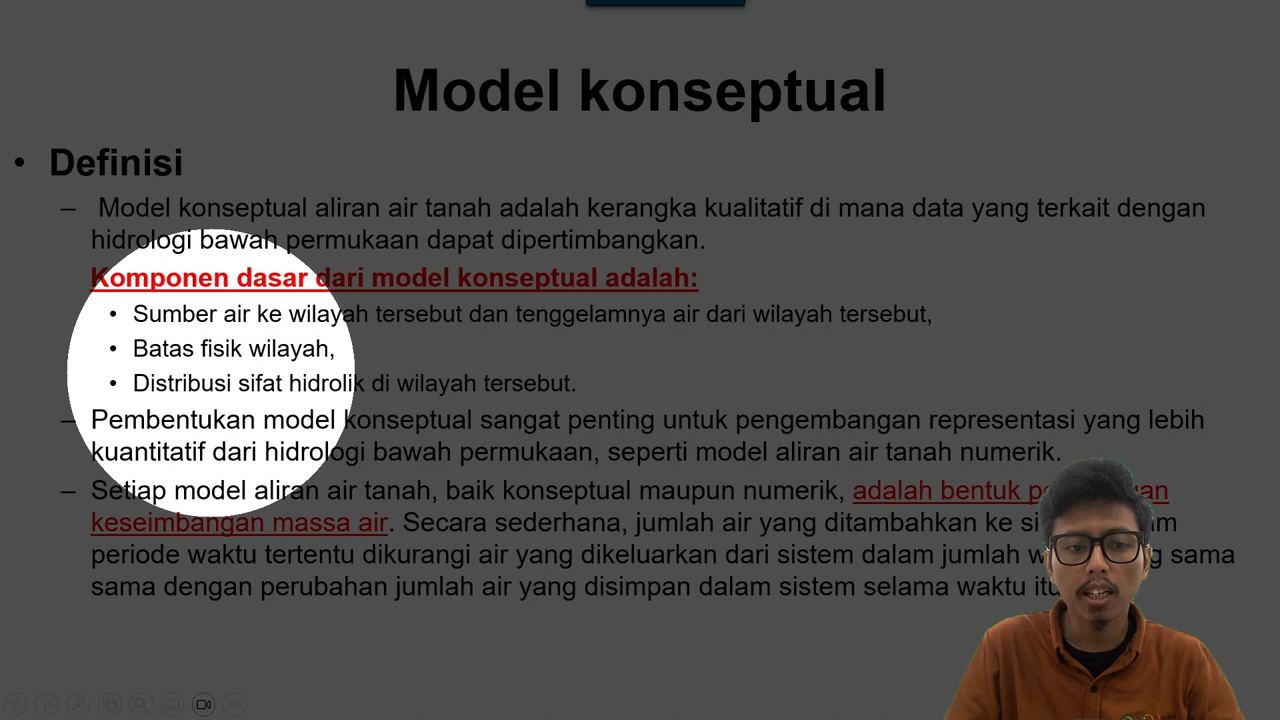 Model konseptual
• Definisi
– Model konseptual aliran air tanah adalah kerangka kualitatif di mana data yang terkait dengan
hidrologi bawah permukaan dapat dipertimbangkan.
Komponen dasar dari model konseptual adalah:
• Sumber air ke wilayah tersebut dan tenggelamnya air dari wilayah tersebut,
• Batas fisik wilayah,
• Distribusi sifat hidrolik di wilayah tersebut.
– Pembentukan model konseptual sangat penting untuk pengembangan representasi yang lebih
kuantitatif dari hidrologi bawah permukaan, seperti model aliran air tanah numerik.
– Setiap model aliran air tanah, baik konseptual maupun numerik, adalah bentuk
keseimbangan massa air. Secara sederhana, jumlah air yang ditambahkan ke
periode waktu tertentu dikurangi air yang dikeluarkan dari sistem dalam jumlah sama
sama dengan perubahan jumlah air yang disimpan dalam sistem selama waktu